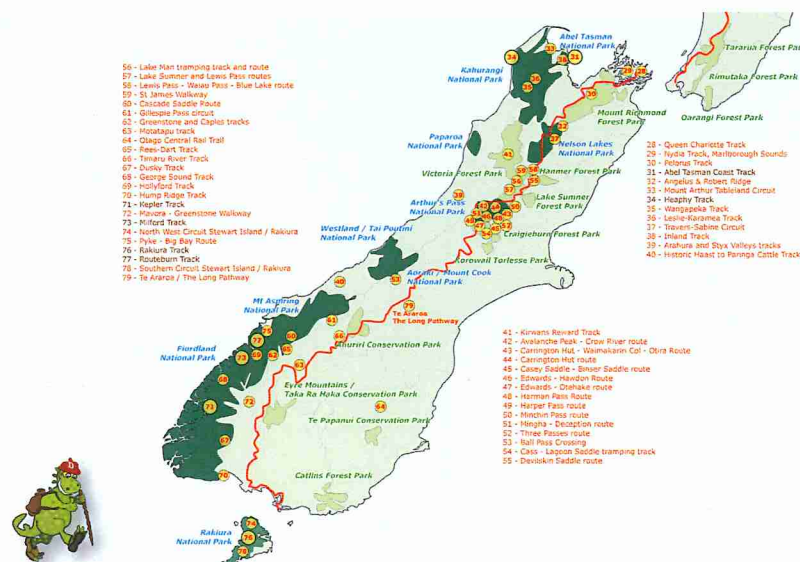 56 - Lake Man tramping track and route
57 - Lake Sumner and Lewis Pass routes
58 - Lewis Pass - Waiau Pass - Blue Lake route
59 - St James Walkway
60 - Cascade Saddle Route
61 - Gillespie Pass circuit
62 - Greenstone and Caples tracks
63 - Motatapu track
64 - Otago Central Rail Trail
65 - Rees-Dart Track
66 - Timaru River Track
67 - Dusky Track
68 - George Sound Track
69 - Hollyford Track
70 - Hump Ridge Track
71 - Kepler Track
72 - Mavora - Greenstone Walkway
73 - Milford Track
74 - North West Circuit Stewart Island / Rakiura
75 - Pyke - Big Bay Route
76 - Rakiura Track
77 - Routeburn Track
78 - Southern Circuit Stewart Island / Rakiura
79 - Te Araroa / The Long Pathway
Abel Tasman
National Park
Kahurangi
National Park
Tararua Forest Par
Rimutaka Forest Park
Oarangi Forest Park
Mount Richmond
Forest Park
Paparoa
National Park
Nelson Lakes
National Park
Victoria Forest Park
Hanmer Forest Park
Lake Sumner
Forest Park
Arthur's Pass
National Park
Craigieburn Forest Park
Korowaii Torlesse Park
Westland / Tai Poutini
National Park
Aoraki / Mount Cook
National Park
Te Araroa
The Long Pathway
Mt Aspiring
National Park
Ahuriri Conservation Park
Fiordland
National Park
Eyre Mountains /
Taka Ra Haka Conservation Park
Te Papanui Conservation Park
Catlins Forest Park
Rakiura
National Park
28 - Queen Charlotte Track
29 - Nydia Track, Marlborough Sounds
30 - Pelorus Track
31 - Abel Tasman Coast Track
32 - Angelus & Robert Ridge
33 - Mount Arthur Tableland Circuit
34 - Heaphy Track
35 - Wangapeka Track
36 - Leslie-Karamea Track
37 - Travers-Sabine Circuit
38 - Inland Track
39 - Arahura and Styx Valleys tracks
40 - Historic Haast to Paringa Cattle Track
41 - Kirwans Reward Track
42 - Avalanche Peak - Crow River route
43 - Carrington Hut - Waimakariri Col - Otira Route
44 - Carrington Hut route
45 - Casey Saddle - Binser Saddle route
46 - Edwards - Hawdon Route
47 - Edwards - Otehake route
48 - Harman Pass Route
49 - Harper Pass route
50 - Minchin Pass route
51 - Mingha - Deception route
52 - Three Passes route
53 - Ball Pass Crossing
54 - Cass - Lagoon Saddle tramping track
55 - Devilskin Saddle route